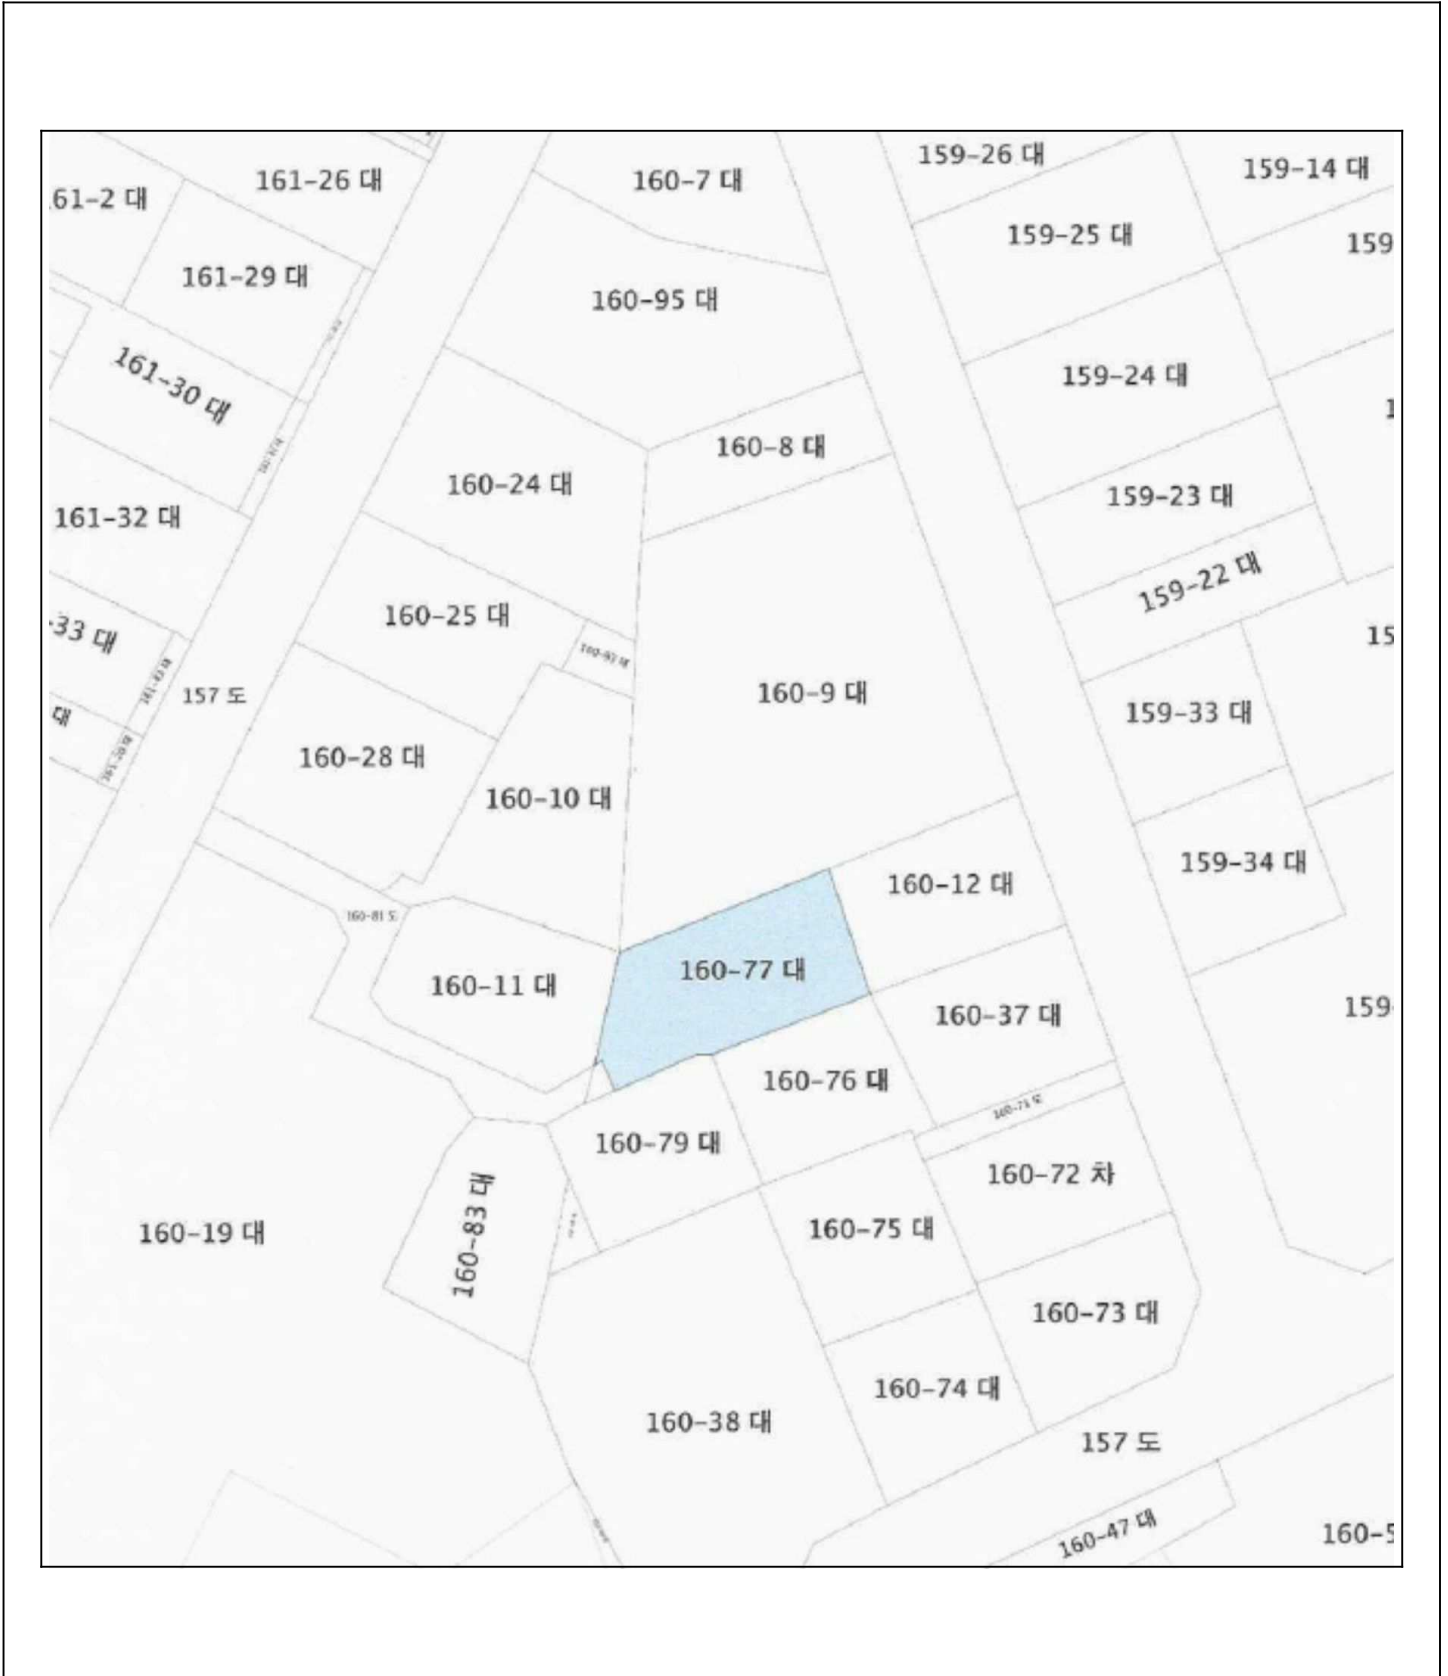 159-26 대
159-14 대
161-26 대
160-7 대
61-2 대
159-25 대
159
161-29 대
160-95 대
161-30 대
159-24 대
160-8 대
160-24 대
159-23 대
161-32 대
159-22 대
160-25 대
-33 대
15
157 도
160-9 대
159-33 대
대
160-28 대
160-10 대
159-34 대
160-12 대
160-81 도
160-77 대
160-11 대
159-
160-37 대
160-76 대
160-79 대
160-72 차
160-75 대
160-83 대
160-19 대
160-73 대
160-74 대
160-38 대
157 도
160-47 대
160-5